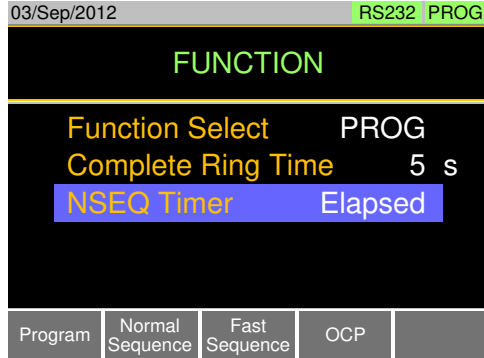 03/Sep/2012 RS232 PROG
FUNCTION
Function Select PROG
Complete Ring Time 5 s
NSEQ Timer Elapsed
Program Normal Sequence Fast Sequence OCP